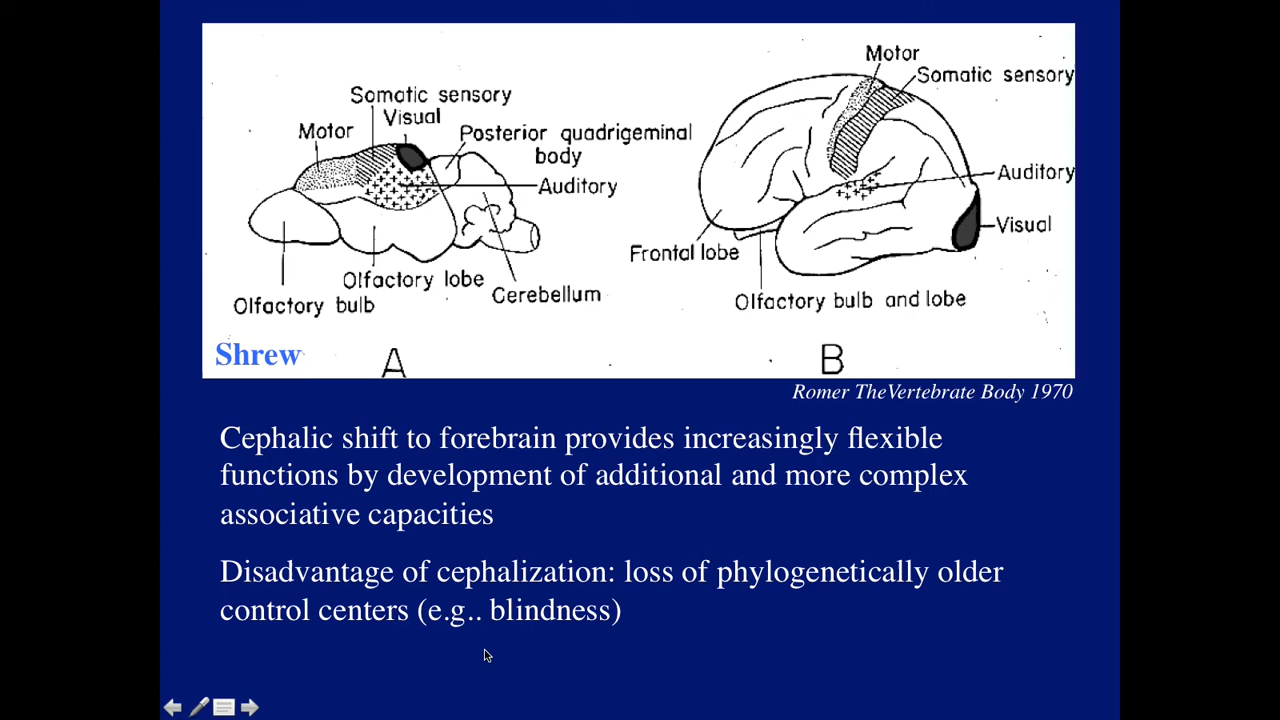 Somatic sensory
Visual
Motor
Posterior quadrigeminal
body
Auditory
Olfactory lobe
Cerebellum
Olfactory bulb
Shrew
A
Motor
Somatic sensory
Auditory
Visual
Frontal lobe
Olfactory bulb and lobe
B
Romer TheVertebrate Body 1970
Cephalic shift to forebrain provides increasingly flexible
functions by development of additional and more complex
associative capacities
Disadvantage of cephalization: loss of phylogenetically older
control centers (e.g.. blindness)